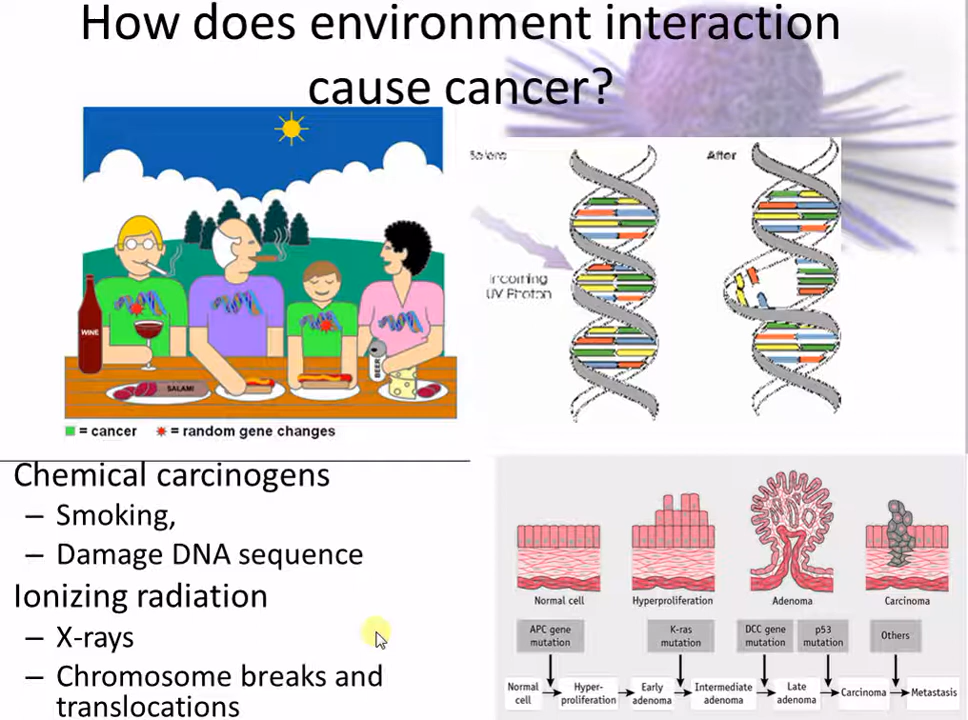 How does environment interaction
cause cancer?
WINE
SALAMI
BEER
= cancer = random gene changes
Before
After
Incoming
UV Photon
Chemical carcinogens
– Smoking,
– Damage DNA sequence
Ionizing radiation
– X-rays
– Chromosome breaks and
translocations
Normal cell
Hyperproliferation
Adenoma
Carcinoma
APC gene
mutation
K-ras
mutation
DCC gene
mutation
p53
mutation
Others
Normal
cell
Hyper-
proliferation
Early
adenoma
Intermediate
adenoma
Late
adenoma
Carcinoma
Metastasis